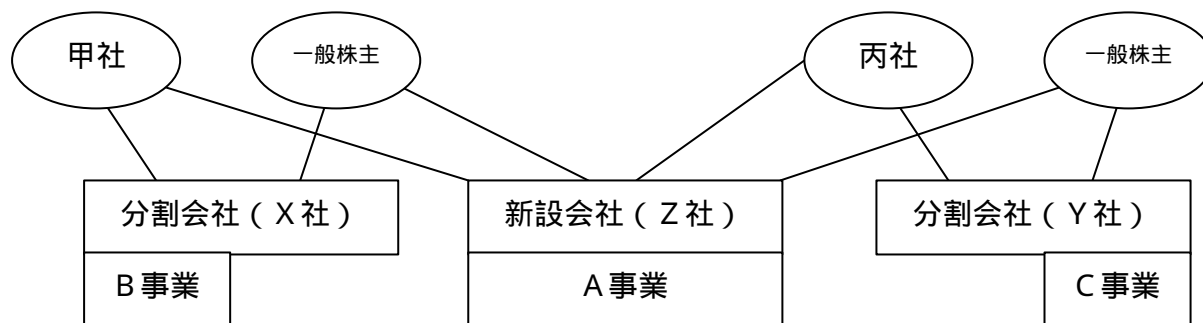 甲社
一般株主
丙社
一般株主
分割会社（Ｘ社）
新設会社（Ｚ社）
分割会社（Ｙ社）
Ｂ事業
Ａ事業
Ｃ事業